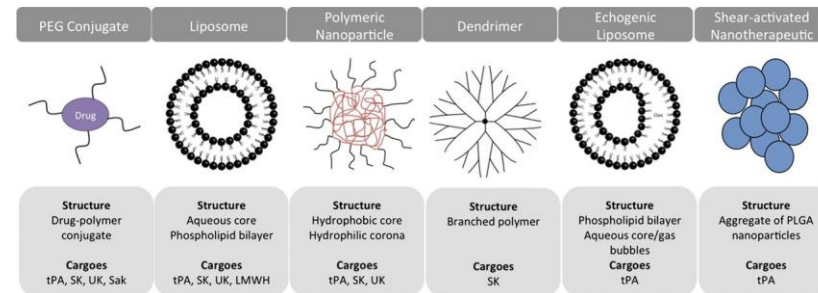 PEG Conjugate
Liposome
Polymeric
Nanoparticle
Dendrimer
Echogenic
Liposome
Shear-activated
Nanotherapeutic
Drug
Gas
Structure
Drug-polymer
conjugate
Cargoes
tPA, SK, UK, Sak
Structure
Aqueous core
Phospholipid bilayer
Cargoes
tPA, SK, UK, LMWH
Structure
Hydrophobic core
Hydrophilic corona
Cargoes
tPA, SK, UK
Structure
Branched polymer
Cargoes
SK
Structure
Phospholipid bilayer
Aqueous core/gas
bubbles
Cargoes
tPA
Structure
Aggregate of PLGA
nanoparticles
Cargoes
tPA